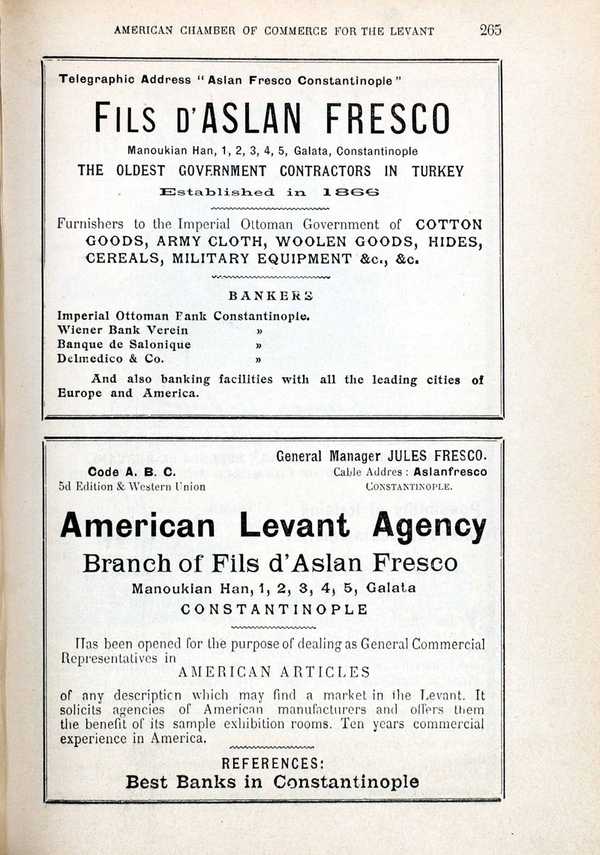 AMERICAN CHAMBER OF COMMERCE FOR THE LEVANT 265
Telegraphic Address "Aslan Fresco Constantinople"
FILS D'ASLAN FRESCO
Manoukian Han, 1, 2, 3, 4, 5, Galata, Constantinople
THE OLDEST GOVERNMENT CONTRACTORS IN TURKEY
Established in 1866
Furnishers to the Imperial Ottoman Government of COTTON
GOODS, ARMY CLOTH, WOOLEN GOODS, HIDES,
CEREALS, MILITARY EQUIPMENT &c., &c.
BANKERS
Imperial Ottoman Fank Constantinople.
Wiener Bank Verein »
Banque de Salonique »
Delmedico & Co. »
And also banking facilities with all the leading cities of
Europe and America.
General Manager JULES FRESCO.
Code A. B. C. Cable Addres : Aslanfresco
5d Edition & Western Union CONSTANTINOPLE.
American Levant Agency
Branch of Fils d'Aslan Fresco
Manoukian Han, 1, 2, 3, 4, 5, Galata
CONSTANTINOPLE
Has been opened for the purpose of dealing as General Commercial
Representatives in
AMERICAN ARTICLES
of any description which may find a market in the Levant. It
solicits agencies of American manufacturers and offers them
the benefit of its sample exhibition rooms. Ten years commercial
experience in America.
REFERENCES:
Best Banks in Constantinople